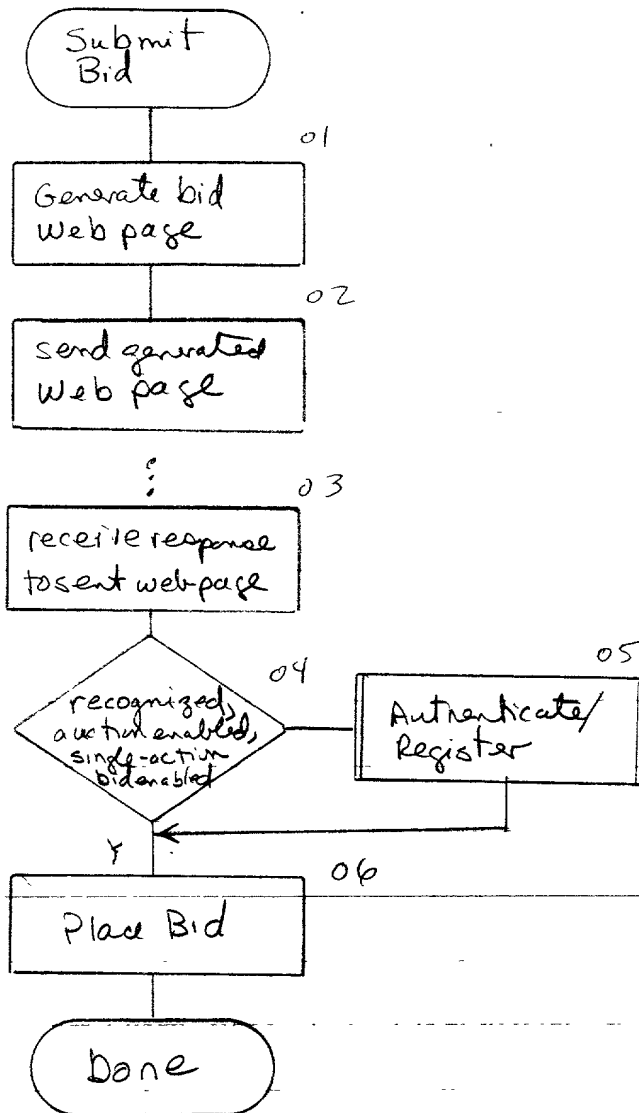 Submit
Bid
01
Generate bid
Web page
02
send generated
Web page
03
receive response
to sent web page
04
recognized,
auction enabled,
single-action
bid enabled
05
Authenticate/
Register
Y
06
Place Bid
Done